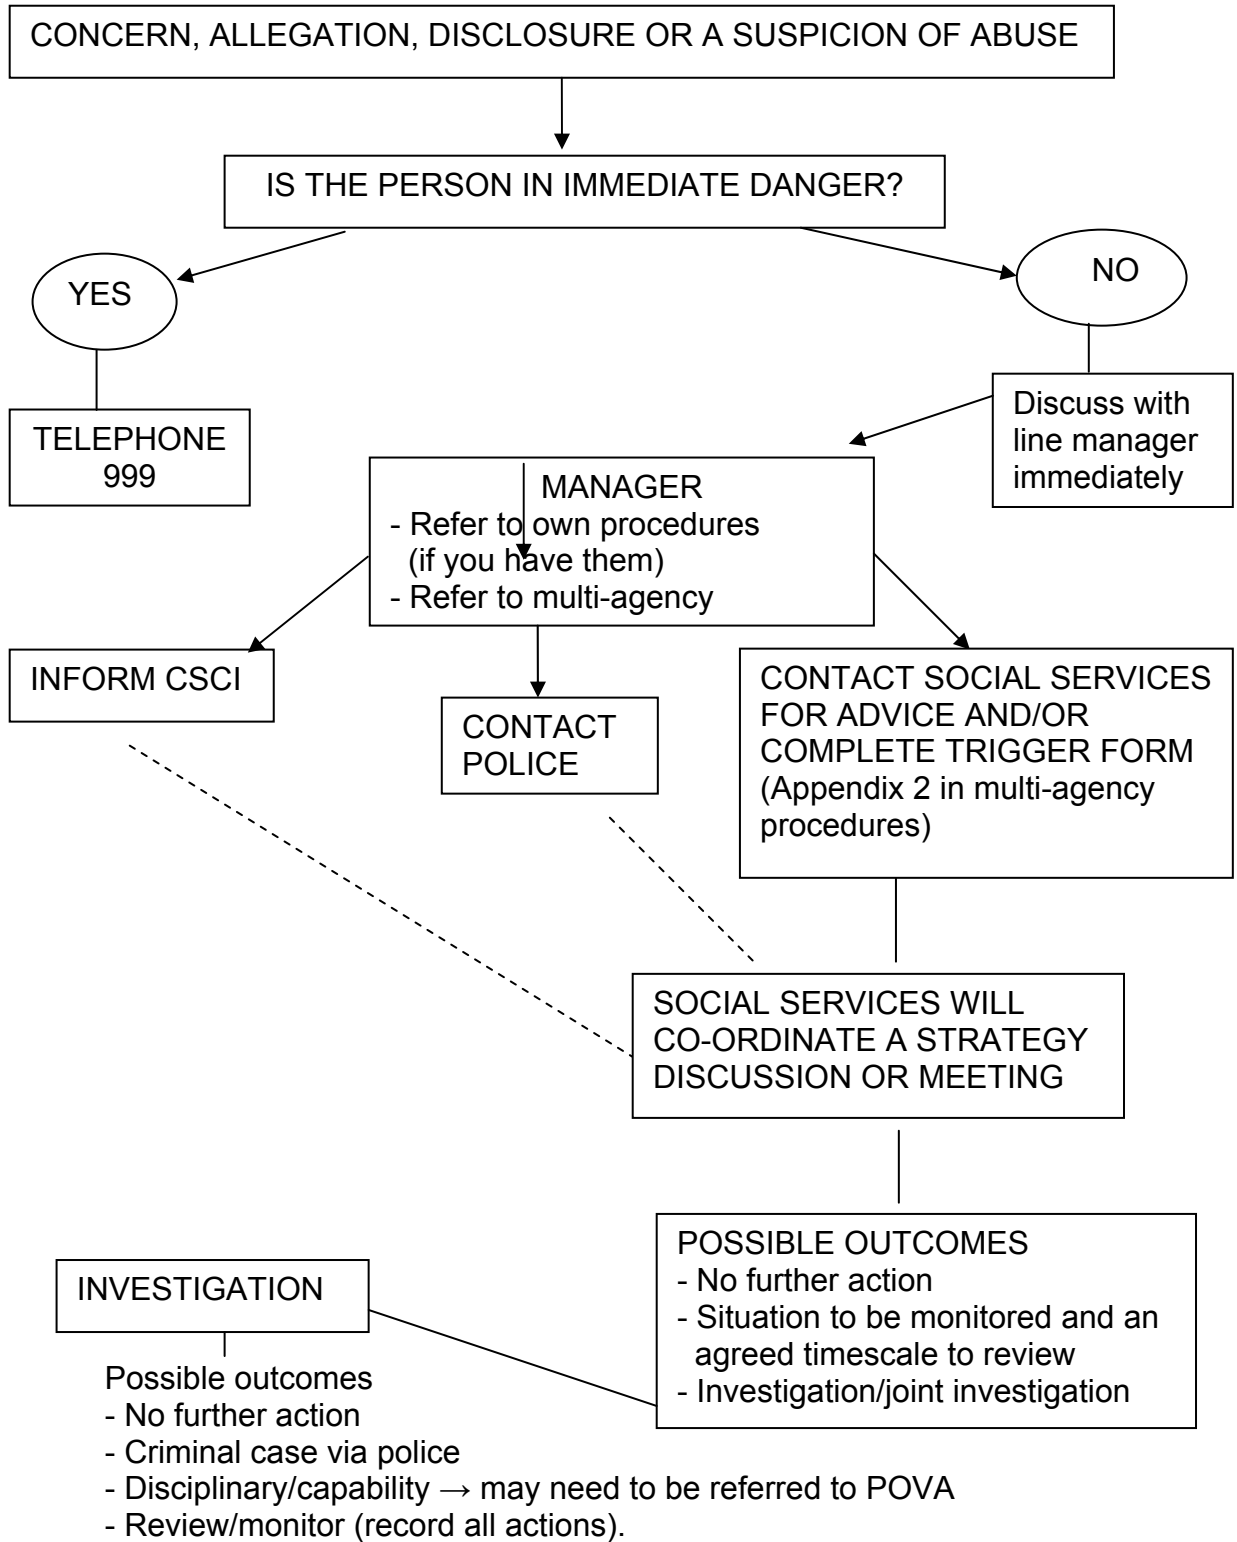 CONCERN, ALLEGATION, DISCLOSURE OR A SUSPICION OF ABUSE
IS THE PERSON IN IMMEDIATE DANGER?
YES
NO
TELEPHONE
999
Discuss with
line manager
immediately
MANAGER
- Refer to own procedures
(if you have them)
- Refer to multi-agency
INFORM CSCI
CONTACT
POLICE
CONTACT SOCIAL SERVICES
FOR ADVICE AND/OR
COMPLETE TRIGGER FORM
(Appendix 2 in multi-agency
procedures)
SOCIAL SERVICES WILL
CO-ORDINATE A STRATEGY
DISCUSSION OR MEETING
POSSIBLE OUTCOMES
- No further action
- Situation to be monitored and an
agreed timescale to review
- Investigation/joint investigation
INVESTIGATION
Possible outcomes
- No further action
- Criminal case via police
- Disciplinary/capability → may need to be referred to POVA
- Review/monitor (record all actions).